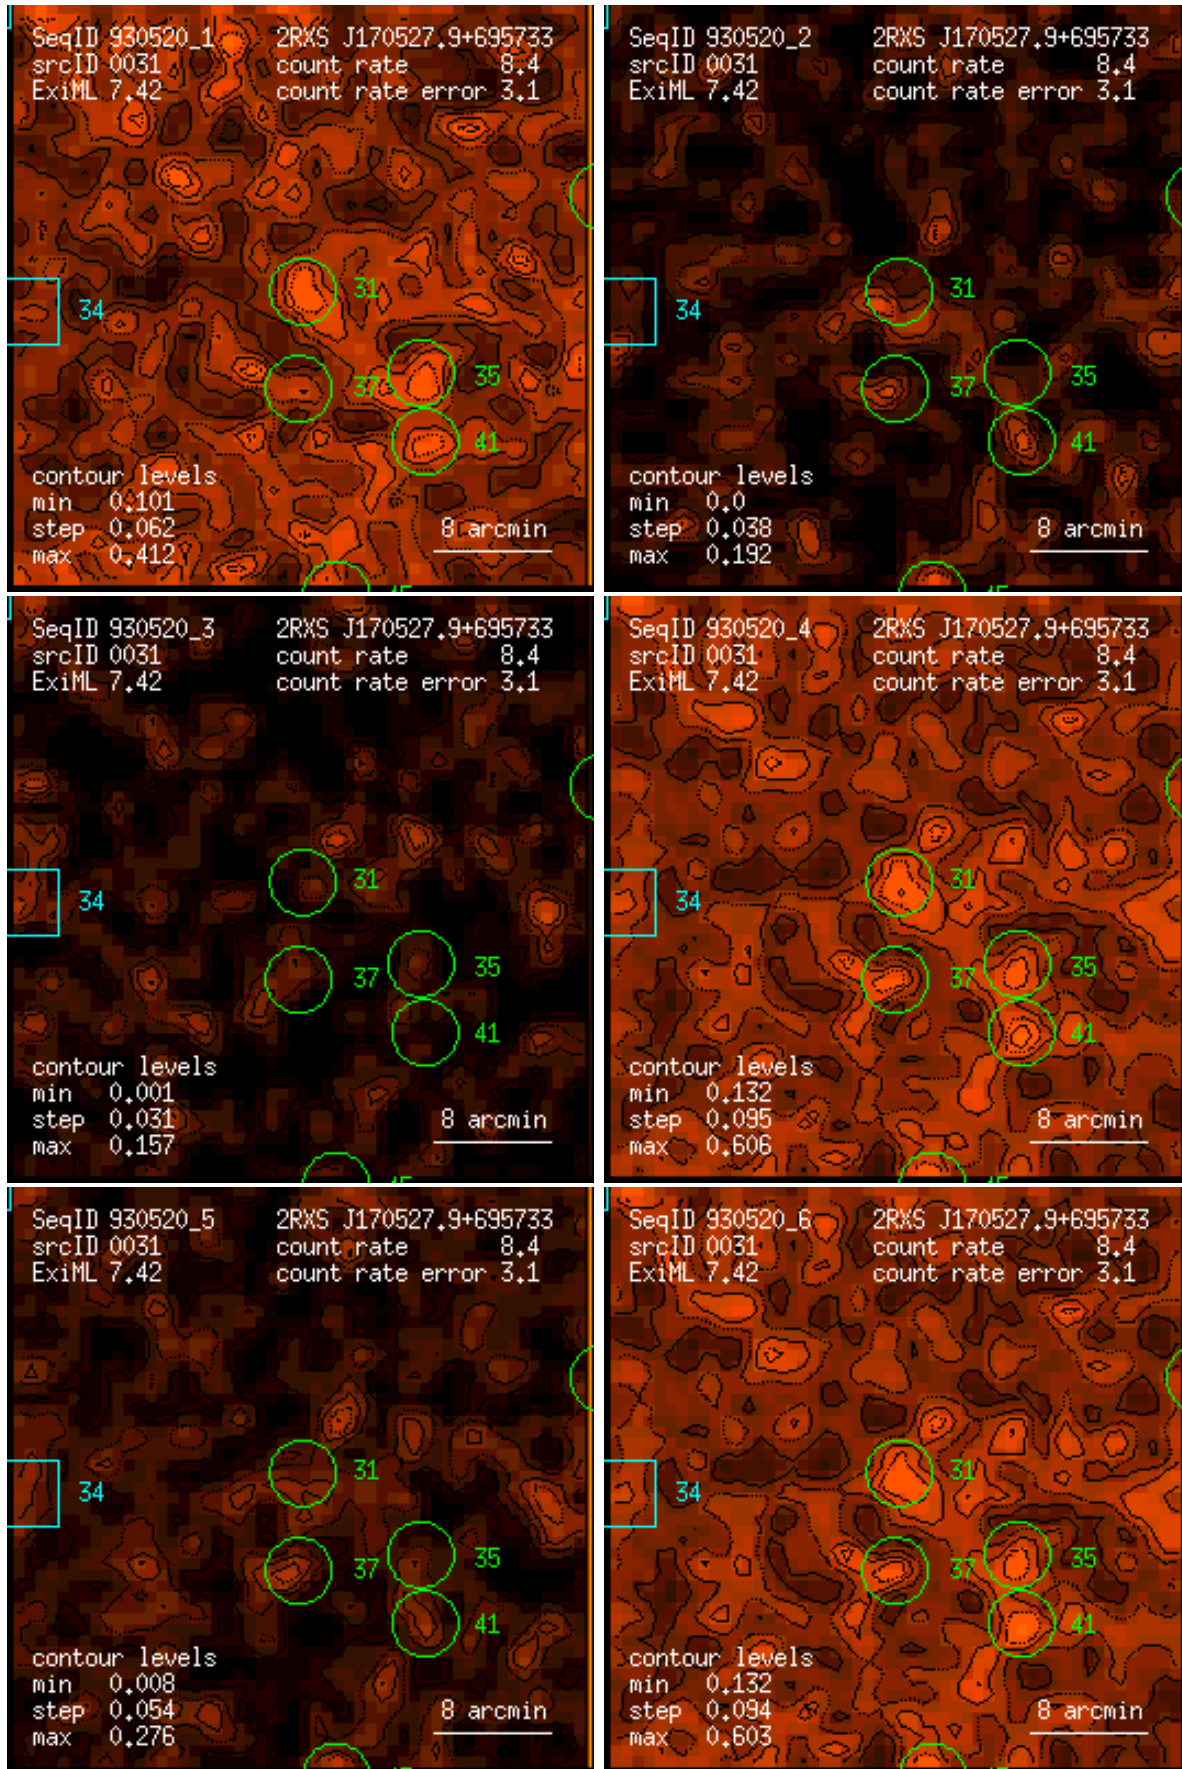 SeqID 930520_1 2RXS J170527.9+695733
srcID 0031 count rate 8.4
ExiML 7.42 count rate error 3.1
31
34
35
37
41
contour levels
min 0.101
step 0.062 8 arcmin
max 0.412
SeqID 930520_2 2RXS J170527.9+695733
srcID 0031 count rate 8.4
ExiML 7.42 count rate error 3.1
31
34
35
37
41
contour levels
min 0.0
step 0.038 8 arcmin
max 0.192
SeqID 930520_3 2RXS J170527.9+695733
srcID 0031 count rate 8.4
ExiML 7.42 count rate error 3.1
31
34
35
37
41
contour levels
min 0.001
step 0.031 8 arcmin
max 0.157
SeqID 930520_4 2RXS J170527.9+695733
srcID 0031 count rate 8.4
ExiML 7.42 count rate error 3.1
31
34
35
37
41
contour levels
min 0.132
step 0.095 8 arcmin
max 0.606
SeqID 930520_5 2RXS J170527.9+695733
srcID 0031 count rate 8.4
ExiML 7.42 count rate error 3.1
31
34
35
37
41
contour levels
min 0.008
step 0.054 8 arcmin
max 0.276
SeqID 930520_6 2RXS J170527.9+695733
srcID 0031 count rate 8.4
ExiML 7.42 count rate error 3.1
31
34
35
37
41
contour levels
min 0.132
step 0.094 8 arcmin
max 0.603